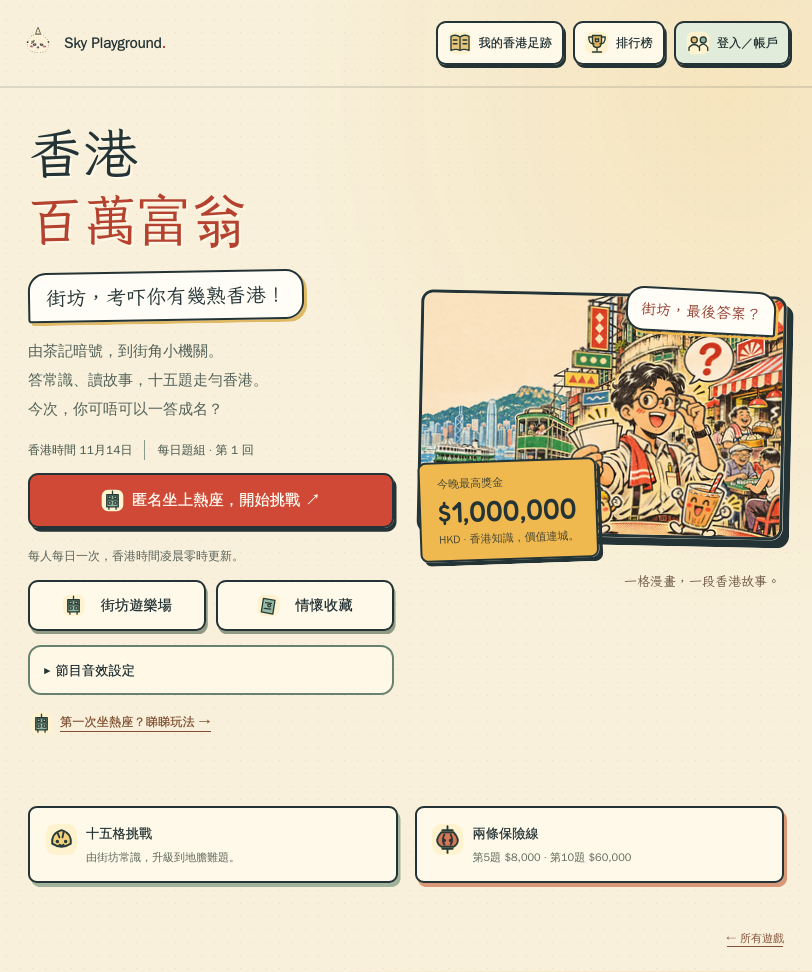 Sky Playground.
我的香港足跡
排行榜
登入／帳戶
香港
百萬富翁
街坊，考吓你有幾熟香港！
由茶記暗號，到街角小機關。
答常識、讀故事，十五題走勻香港。
今次，你可唔可以一答成名？
香港時間 11月14日
每日題組 · 第 1 回
匿名坐上熱座，開始挑戰 ↗
每人每日一次，香港時間凌晨零時更新。
街坊遊樂場
情懷收藏
▸ 節目音效設定
第一次坐熱座？睇睇玩法 →
街坊，最後答案？
?
今晚最高獎金
$1,000,000
HKD · 香港知識，價值連城。
一格漫畫，一段香港故事。
十五格挑戰
由街坊常識，升級到地膽難題。
兩條保險線
第5題 $8,000 · 第10題 $60,000
← 所有遊戲